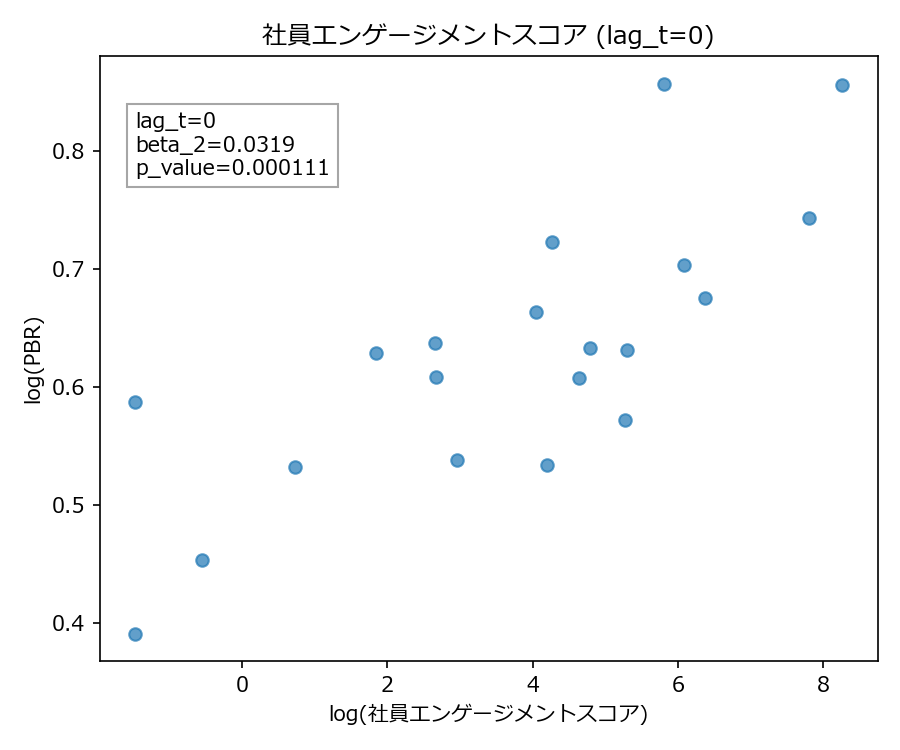 社員エンゲージメントスコア (lag_t=0)
lag_t=0
beta_2=0.0319
p_value=0.000111
log(PBR)
0.8
0.7
0.6
0.5
0.4
0
2
4
6
8
log(社員エンゲージメントスコア)